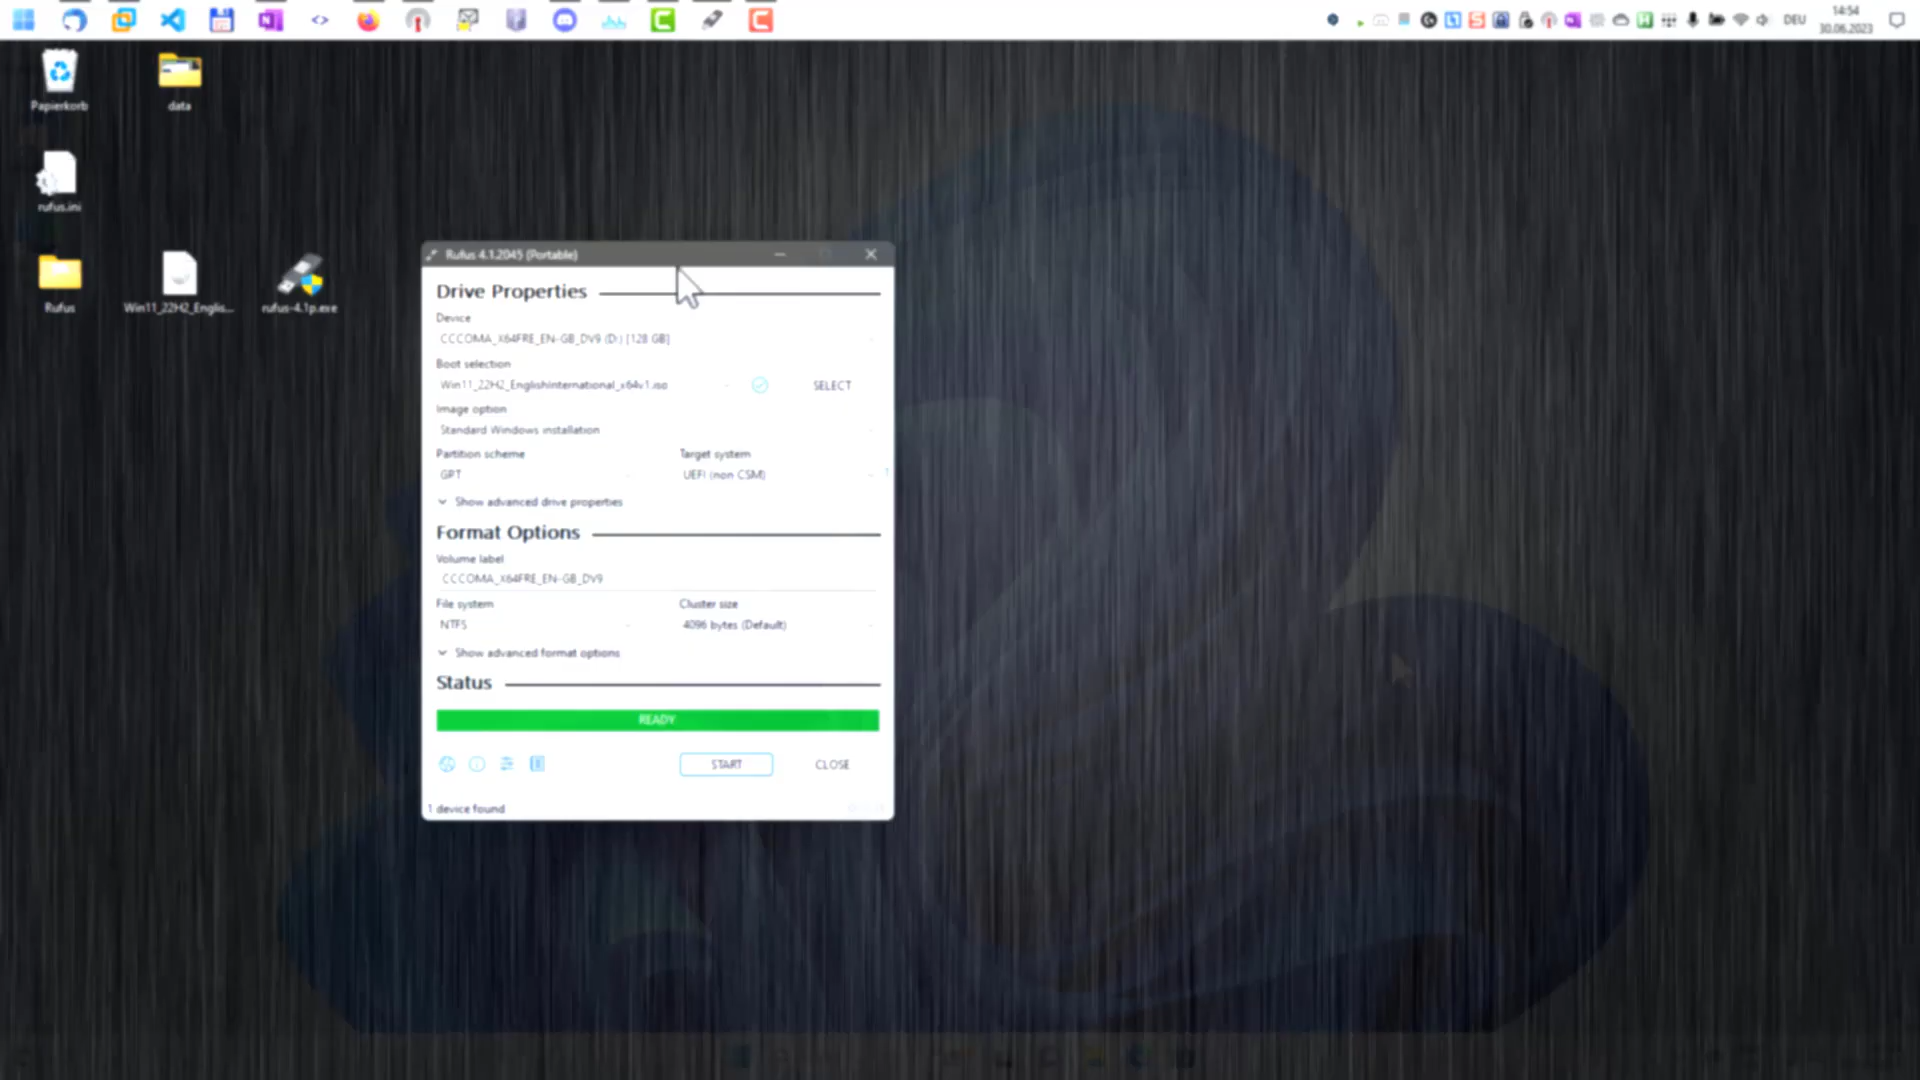 DEU
14:54
30.06.2023
Papierkorb
data
rufus.ini
Rufus
Win11_22H2_Englis...
rufus-4.1p.exe
Rufus 4.1.2045 (Portable)
Drive Properties
Device
CCCOMA_X64FRE_EN-GB_DV9 (D:) [128 GB]
Boot selection
Win11_22H2_EnglishInternational_x64v1.iso
SELECT
Image option
Standard Windows installation
Partition scheme
Target system
GPT
UEFI (non CSM)
Show advanced drive properties
Format Options
Volume label
CCCOMA_X64FRE_EN-GB_DV9
File system
Cluster size
NTFS
4096 bytes (Default)
Show advanced format options
Status
READY
START
CLOSE
1 device found